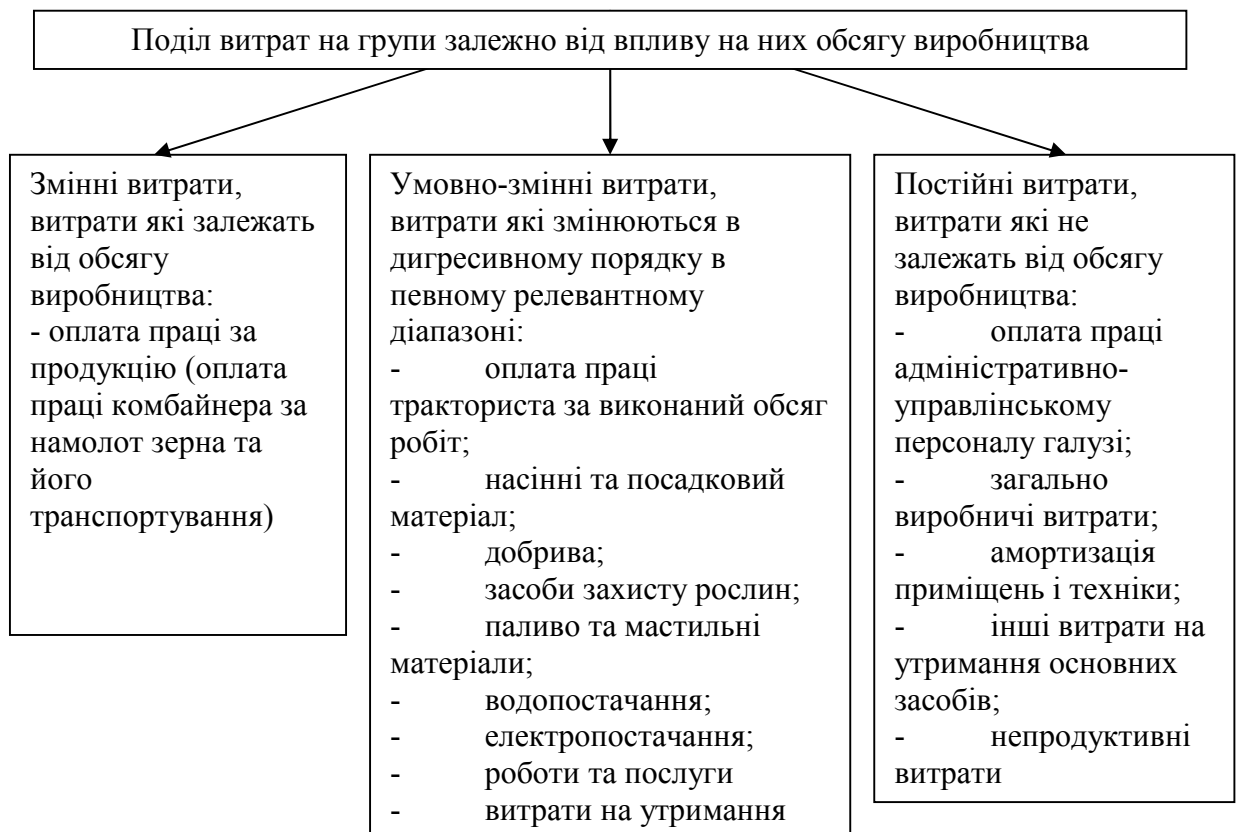 Поділ витрат на групи залежно від впливу на них обсягу виробництва
Змінні витрати,
витрати які залежать
від обсягу
виробництва:
- оплата праці за
продукцію (оплата
праці комбайнера за
намолот зерна та
його
транспортування)
Умовно-змінні витрати,
витрати які змінюються в
дигресивному порядку в
певному релевантному
діапазоні:
- оплата праці
тракториста за виконаний обсяг
робіт;
- насінні та посадковий
матеріал;
- добрива;
- засоби захисту рослин;
- паливо та мастильні
матеріали;
- водопостачання;
- електропостачання;
- роботи та послуги
- витрати на утримання
Постійні витрати,
витрати які не
залежать від обсягу
виробництва:
- оплата праці
адміністративно-
управлінському
персоналу галузі;
- загально
виробничі витрати;
- амортизація
приміщень і техніки;
- інші витрати на
утримання основних
засобів;
- непродуктивні
витрати